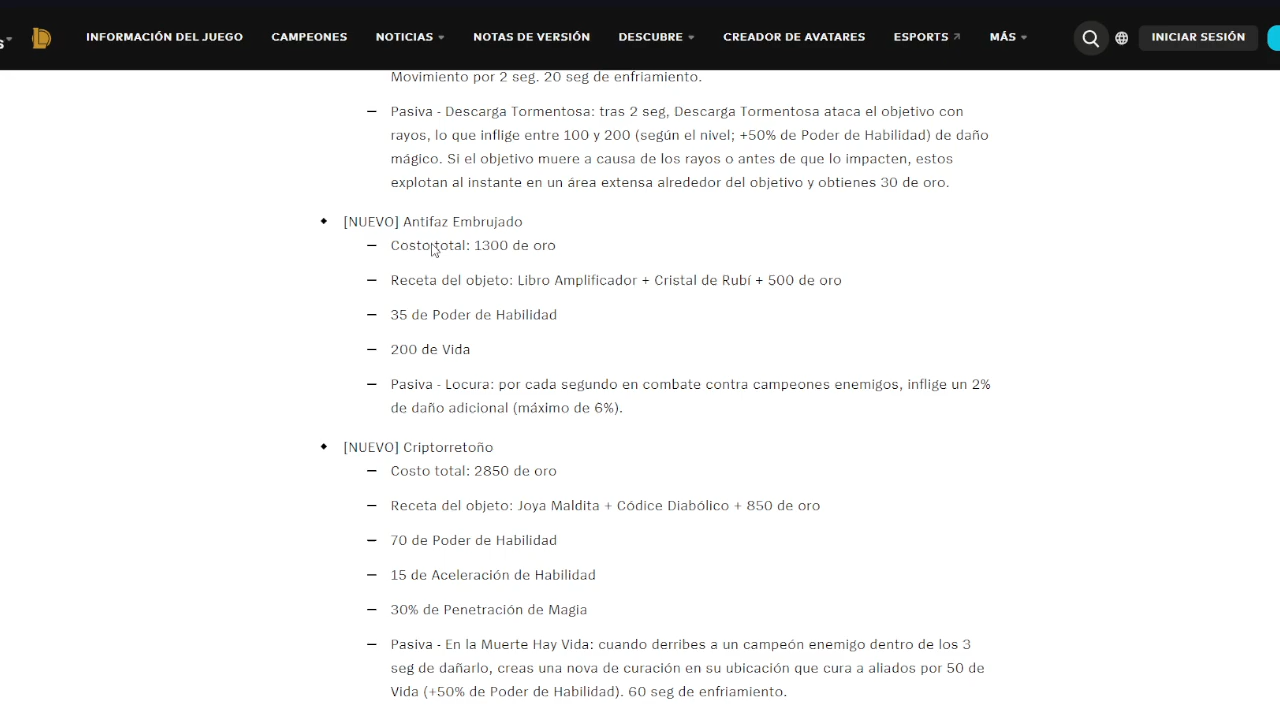 INFORMACIÓN DEL JUEGO CAMPEONES NOTICIAS NOTAS DE VERSIÓN DESCUBRE CREADOR DE AVATARES ESPORTS MÁS INICIAR SESIÓN
Movimiento por 2 seg. 20 seg de enfriamiento.
— Pasiva - Descarga Tormentosa: tras 2 seg, Descarga Tormentosa ataca el objetivo con
rayos, lo que inflige entre 100 y 200 (según el nivel; +50% de Poder de Habilidad) de daño
mágico. Si el objetivo muere a causa de los rayos o antes de que lo impacten, estos
explotan al instante en un área extensa alrededor del objetivo y obtienes 30 de oro.
[NUEVO] Antifaz Embrujado
— Costo total: 1300 de oro
— Receta del objeto: Libro Amplificador + Cristal de Rubí + 500 de oro
— 35 de Poder de Habilidad
— 200 de Vida
— Pasiva - Locura: por cada segundo en combate contra campeones enemigos, inflige un 2%
de daño adicional (máximo de 6%).
[NUEVO] Criptorretoño
— Costo total: 2850 de oro
— Receta del objeto: Joya Maldita + Códice Diabólico + 850 de oro
— 70 de Poder de Habilidad
— 15 de Aceleración de Habilidad
— 30% de Penetración de Magia
— Pasiva - En la Muerte Hay Vida: cuando derribes a un campeón enemigo dentro de los 3
seg de dañarlo, creas una nova de curación en su ubicación que cura a aliados por 50 de
Vida (+50% de Poder de Habilidad). 60 seg de enfriamiento.